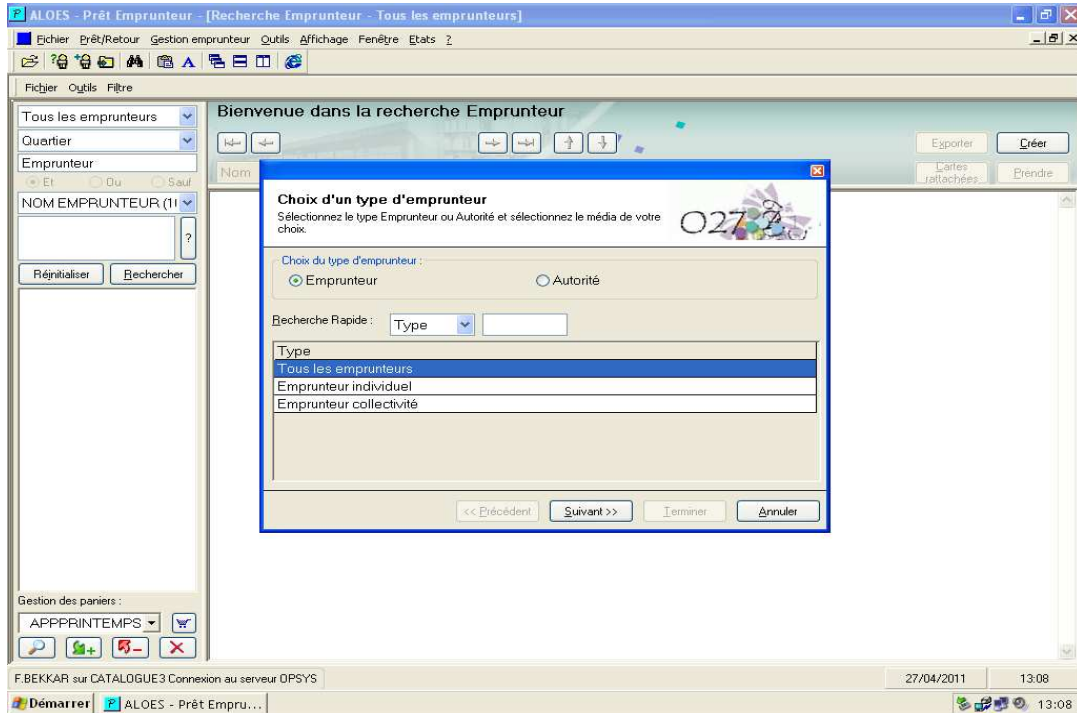 ALOES - Prêt Emprunteur - [Recherche Emprunteur - Tous les emprunteurs]
Fichier Prêt/Retour Gestion emprunteur Outils Affichage Fenêtre Etats ?
Fichier Outils Filtre
Tous les emprunteurs
Bienvenue dans la recherche Emprunteur
Quartier
Exporter Créer
Emprunteur
Et Ou Sauf
Nom
Cartes rattachées Prendre
NOM EMPRUNTEUR (1
?
Réinitialiser Rechercher
Choix d'un type d'emprunteur
Sélectionnez le type Emprunteur ou Autorité et sélectionnez le média de votre
choix.
027
Choix du type d'emprunteur :
Emprunteur Autorité
Recherche Rapide : Type
Type
Tous les emprunteurs
Emprunteur individuel
Emprunteur collectivité
<< Précédent Suivant >> Terminer Annuler
Gestion des paniers :
APPPRINTEMPS
F.BEKKAR sur CATALOGUE3 Connexion au serveur OPSYS 27/04/2011 13:08
Démarrer ALOES - Prêt Empru... 13:08